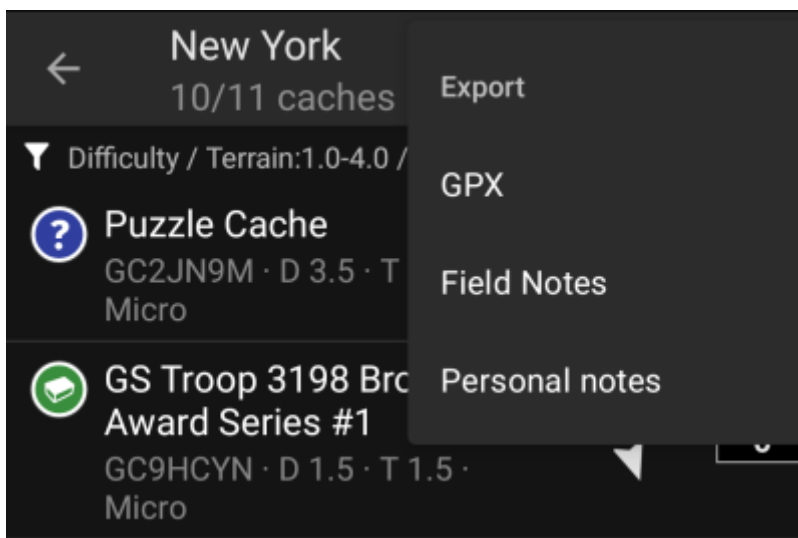 New York
10/11 caches
Difficulty / Terrain:1.0-4.0 /
?
Puzzle Cache
GC2JN9M · D 3.5 · T
Micro
GS Troop 3198 Bro
Award Series #1
GC9HCYN · D 1.5 · T 1.5 ·
Micro
Export
GPX
Field Notes
Personal notes